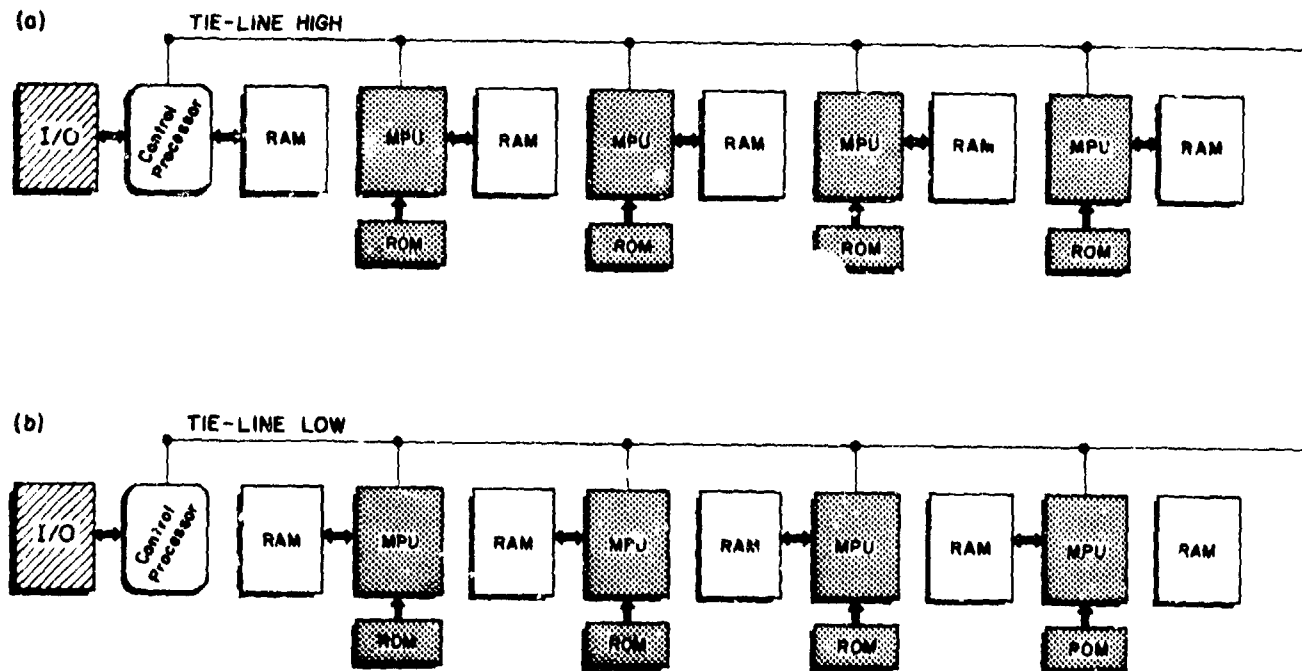 (a)
TIE-LINE HIGH
I/O
Control
Processor
RAM
MPU
RAM
MPU
RAM
MPU
RAM
MPU
RAM
ROM
ROM
ROM
ROM
(b)
TIE-LINE LOW
I/O
Control
Processor
RAM
MPU
RAM
MPU
RAM
MPU
RAM
MPU
RAM
ROM
ROM
ROM
ROM